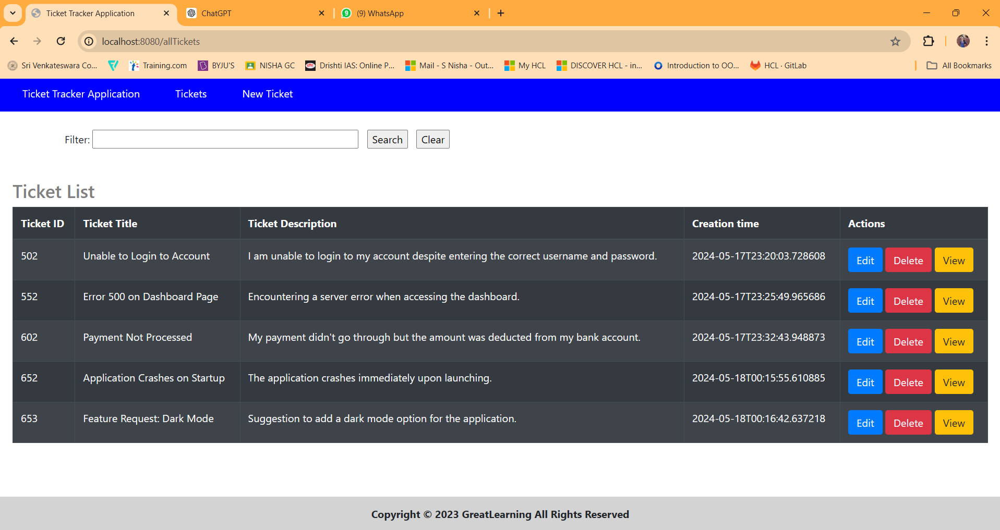 Ticket Tracker Application ChatGPT 9 (9) WhatsApp
localhost:8080/allTickets
Sri Venkateswara Co... Training.com BYJU'S NISHA GC Drishti IAS: Online P... Mail - S Nisha - Out... My HCL DISCOVER HCL - in... Introduction to OO... HCL · GitLab All Bookmarks
Ticket Tracker Application Tickets New Ticket
Filter: Search Clear
Ticket List
Ticket ID Ticket Title Ticket Description Creation time Actions
502 Unable to Login to Account I am unable to login to my account despite entering the correct username and password. 2024-05-17T23:20:03.728608 Edit Delete View
552 Error 500 on Dashboard Page Encountering a server error when accessing the dashboard. 2024-05-17T23:25:49.965686 Edit Delete View
602 Payment Not Processed My payment didn't go through but the amount was deducted from my bank account. 2024-05-17T23:32:43.948873 Edit Delete View
652 Application Crashes on Startup The application crashes immediately upon launching. 2024-05-18T00:15:55.610885 Edit Delete View
653 Feature Request: Dark Mode Suggestion to add a dark mode option for the application. 2024-05-18T00:16:42.637218 Edit Delete View
Copyright © 2023 GreatLearning All Rights Reserved